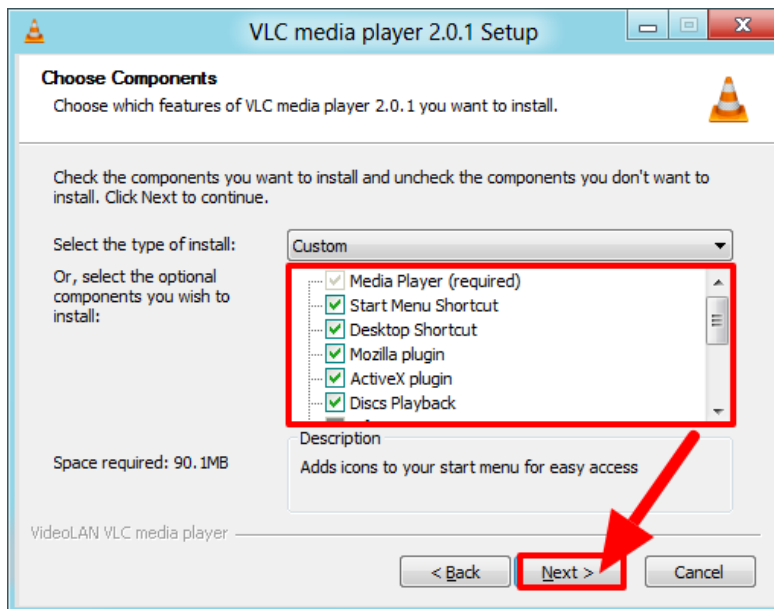 VLC media player 2.0.1 Setup
Choose Components
Choose which features of VLC media player 2.0.1 you want to install.
Check the components you want to install and uncheck the components you don't want to
install. Click Next to continue.
Select the type of install:
Custom
Or, select the optional
components you wish to
install:
Media Player (required)
Start Menu Shortcut
Desktop Shortcut
Mozilla plugin
ActiveX plugin
Discs Playback
Space required: 90.1MB
Description
Adds icons to your start menu for easy access
VideoLAN VLC media player
< Back
Next >
Cancel